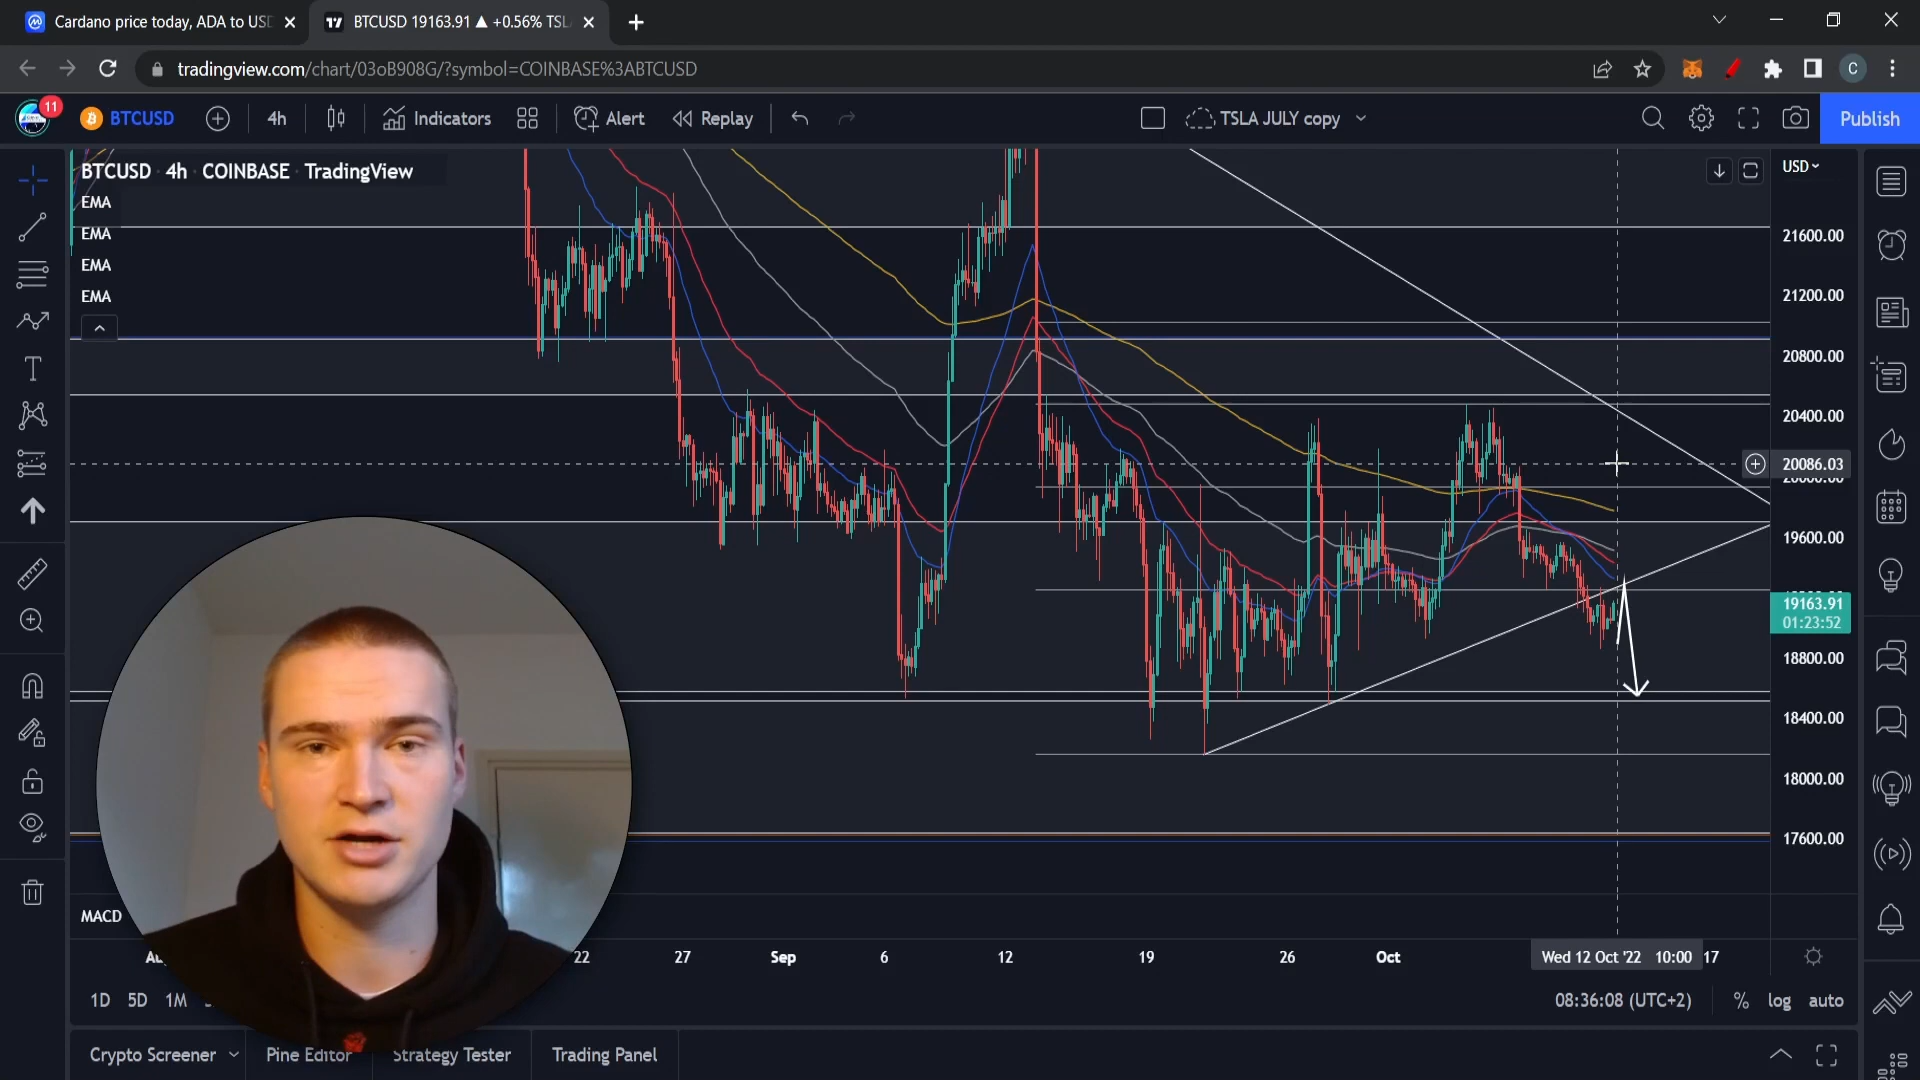 Cardano price today, ADA to USD
BTCUSD 19163.91 ▲ +0.56% TSL
tradingview.com/chart/03oB908G/?symbol=COINBASE%3ABTCUSD
C
11
BTCUSD
4h
Indicators
Alert
Replay
TSLA JULY copy
Publish
BTCUSD · 4h · COINBASE · TradingView
USD
EMA
EMA
EMA
EMA
21600.00
21200.00
20800.00
20400.00
20086.03
19600.00
19163.91
01:23:52
18800.00
18400.00
18000.00
17600.00
MACD
22
27
Sep
6
12
19
26
Oct
Wed 12 Oct '22 10:00
17
1D
5D
1M
08:36:08 (UTC+2)
%
log
auto
Crypto Screener
Pine Editor
Strategy Tester
Trading Panel